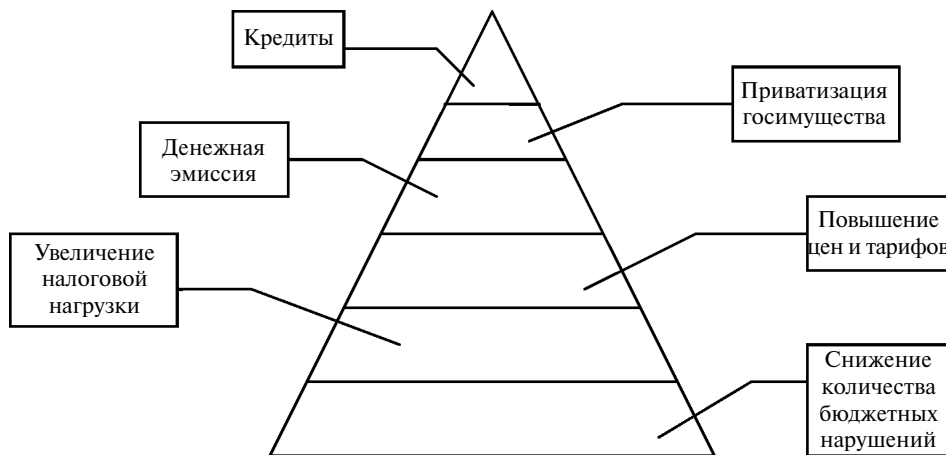 Кредиты
Приватизация
госимущества
Денежная
эмиссия
Повышение
цен и тарифов
Увеличение
налоговой
нагрузки
Снижение
количества
бюджетных
нарушений